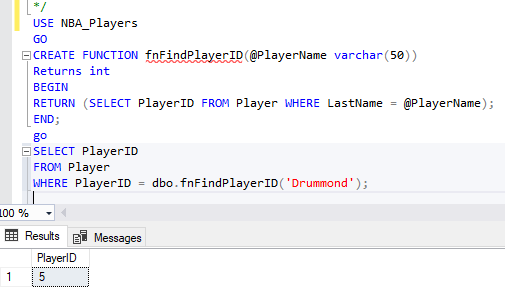 */
USE NBA_Players
GO
CREATE FUNCTION fnFindPlayerID(@PlayerName varchar(50))
Returns int
BEGIN
RETURN (SELECT PlayerID FROM Player WHERE LastName = @PlayerName);
END;
go
SELECT PlayerID
FROM Player
WHERE PlayerID = dbo.fnFindPlayerID('Drummond');
100 %
Results Messages
PlayerID
1 5